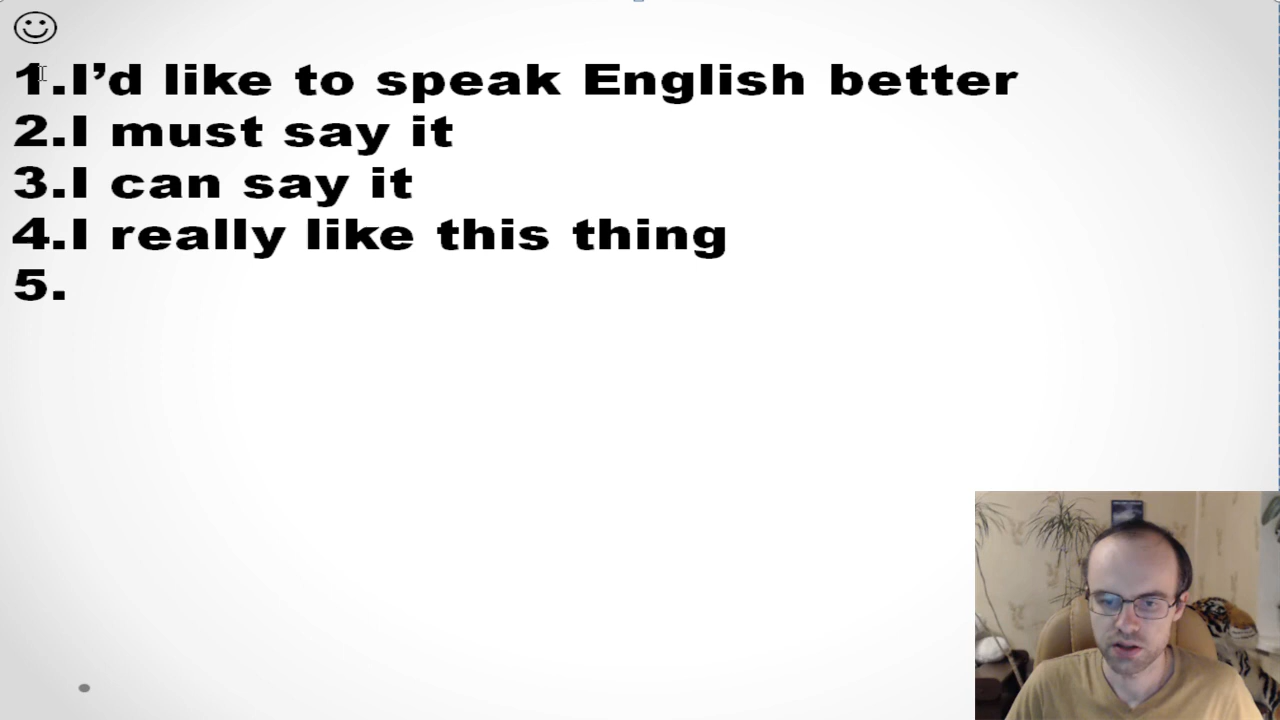 1.I’d like to speak English better
2.I must say it
3.I can say it
4.I really like this thing
5.